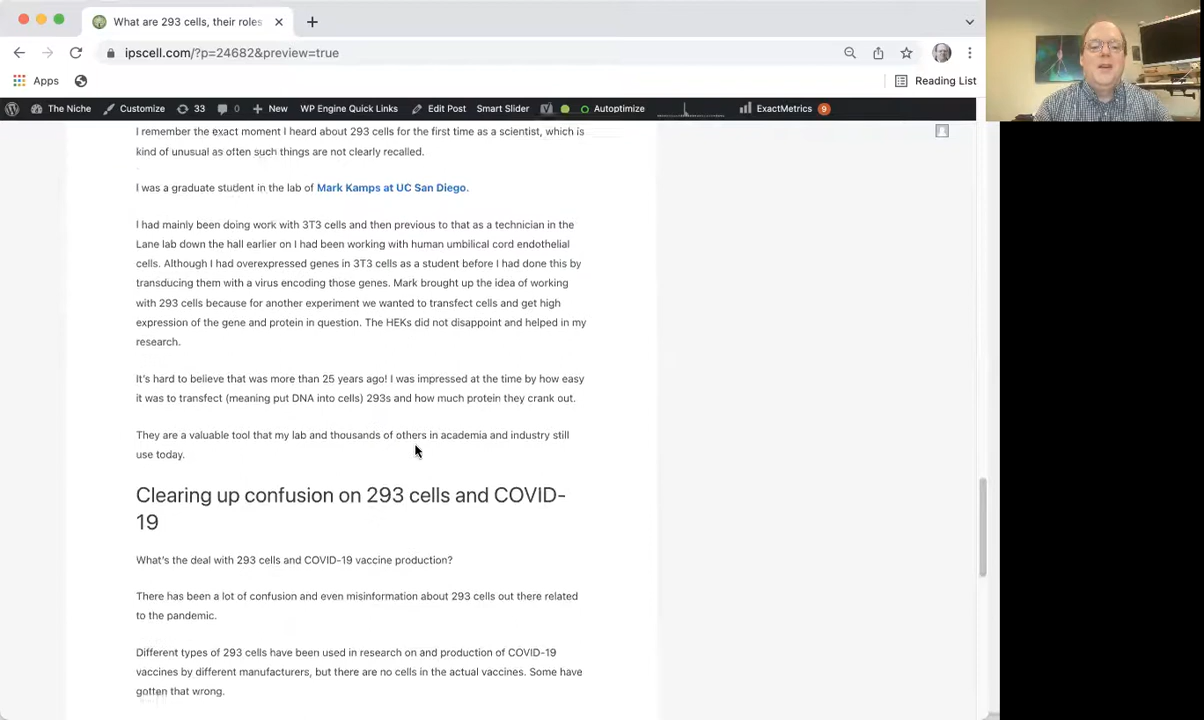 What are 293 cells, their roles
ipscell.com/?p=24682&preview=true
Apps
Reading List
The Niche
Customize
33
0
New
WP Engine Quick Links
Edit Post
Smart Slider
Autoptimize
ExactMetrics
9
I remember the exact moment I heard about 293 cells for the first time as a scientist, which is
kind of unusual as often such things are not clearly recalled.
I was a graduate student in the lab of Mark Kamps at UC San Diego.
I had mainly been doing work with 3T3 cells and then previous to that as a technician in the
Lane lab down the hall earlier on I had been working with human umbilical cord endothelial
cells. Although I had overexpressed genes in 3T3 cells as a student before I had done this by
transducing them with a virus encoding those genes. Mark brought up the idea of working
with 293 cells because for another experiment we wanted to transfect cells and get high
expression of the gene and protein in question. The HEKs did not disappoint and helped in my
research.
It's hard to believe that was more than 25 years ago! I was impressed at the time by how easy
it was to transfect (meaning put DNA into cells) 293s and how much protein they crank out.
They are a valuable tool that my lab and thousands of others in academia and industry still
use today.
Clearing up confusion on 293 cells and COVID-
19
What's the deal with 293 cells and COVID-19 vaccine production?
There has been a lot of confusion and even misinformation about 293 cells out there related
to the pandemic.
Different types of 293 cells have been used in research on and production of COVID-19
vaccines by different manufacturers, but there are no cells in the actual vaccines. Some have
gotten that wrong.